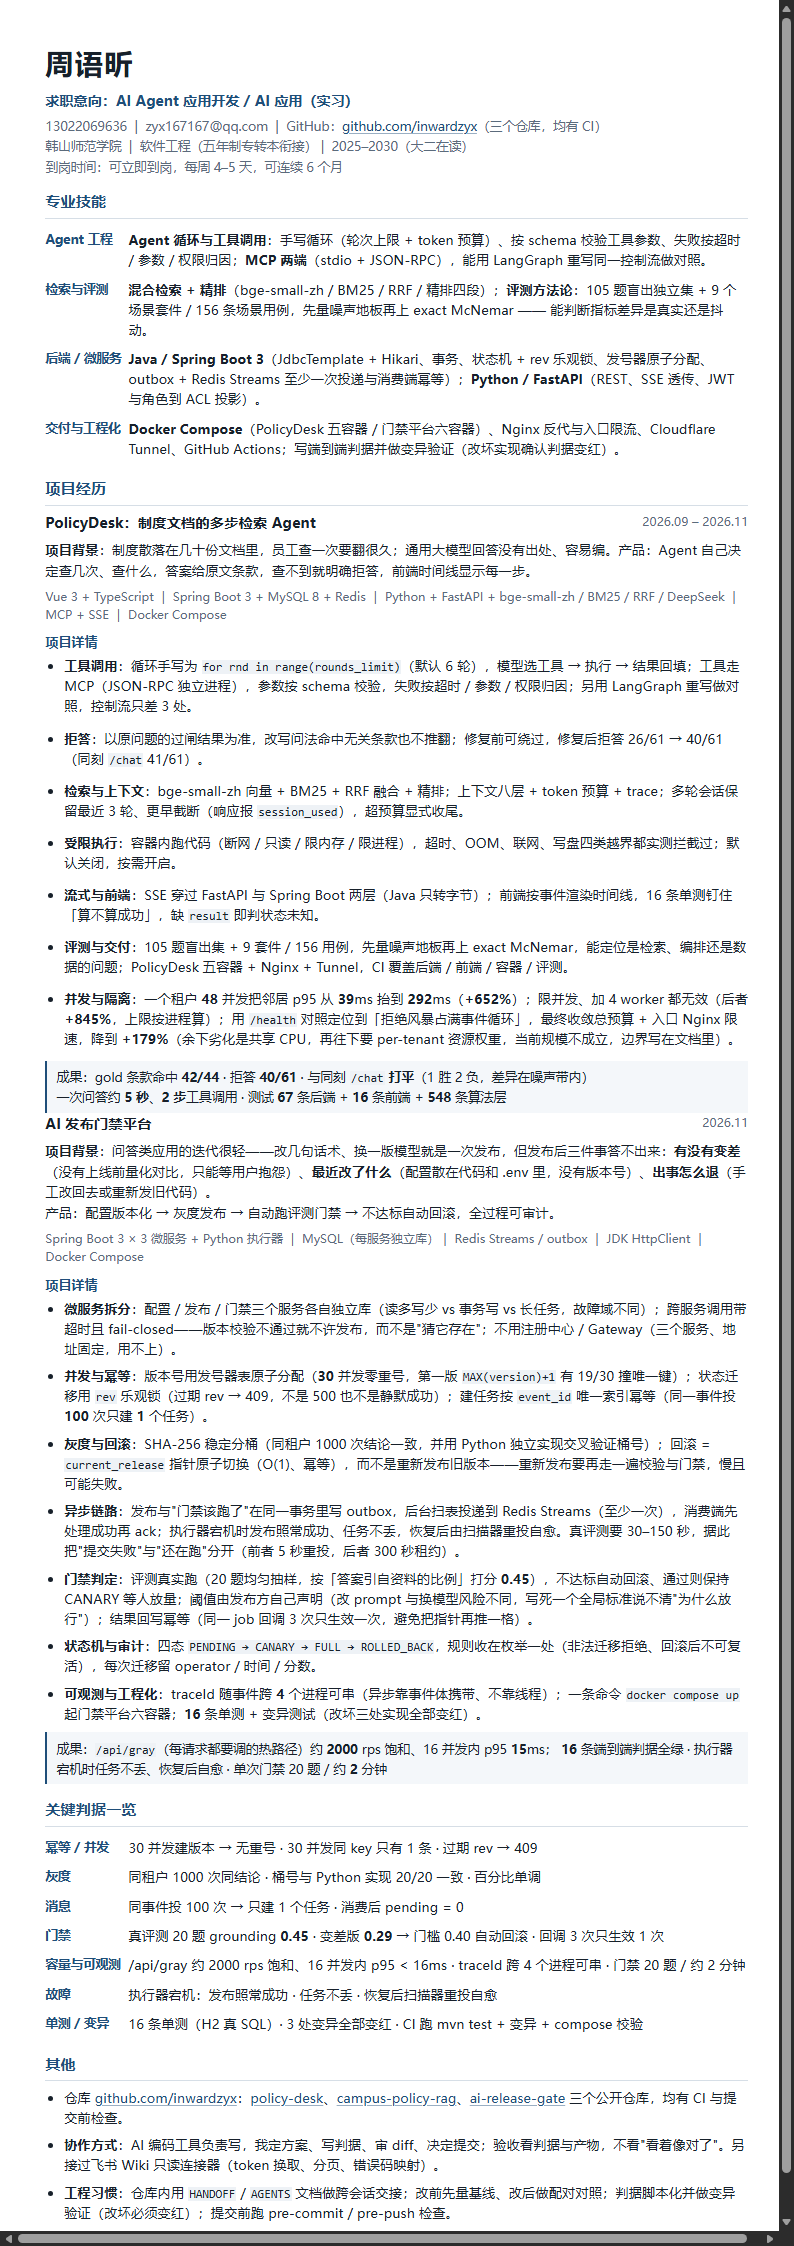 周语昕
求职意向：AI Agent 应用开发 / AI 应用（实习）
13022069636 | zyx167167@qq.com | GitHub：github.com/inwardzyx（三个仓库，均有 CI）
韩山师范学院 | 软件工程（五年制专转本衔接） | 2025–2030（大二在读）
到岗时间：可立即到岗，每周 4–5 天，可连续 6 个月
专业技能
Agent 工程 Agent 循环与工具调用：手写循环（轮次上限 + token 预算）、按 schema 校验工具参数、失败按超时
/ 参数 / 权限归因；MCP 两端（stdio + JSON-RPC），能用 LangGraph 重写同一控制流做对照。
检索与评测 混合检索 + 精排（bge-small-zh / BM25 / RRF / 精排四段）；评测方法论：105 题盲出独立集 + 9 个
场景套件 / 156 条场景用例，先量噪声地板再上 exact McNemar —— 能判断指标差异是真实还是抖
动。
后端 / 微服务 Java / Spring Boot 3（JdbcTemplate + Hikari、事务、状态机 + rev 乐观锁、发号器原子分配、
outbox + Redis Streams 至少一次投递与消费端幂等）；Python / FastAPI（REST、SSE 透传、JWT
与角色到 ACL 投影）。
交付与工程化 Docker Compose（PolicyDesk 五容器 / 门禁平台六容器）、Nginx 反代与入口限流、Cloudflare
Tunnel、GitHub Actions；写端到端判据并做变异验证（改坏实现确认判据变红）。
项目经历
PolicyDesk：制度文档的多步检索 Agent 2026.09 – 2026.11
项目背景：制度散落在几十份文档里，员工查一次要翻很久；通用大模型回答没有出处、容易编。产品：Agent 自己决
定查几次、查什么，答案给原文条款，查不到就明确拒答，前端时间线显示每一步。
Vue 3 + TypeScript | Spring Boot 3 + MySQL 8 + Redis | Python + FastAPI + bge-small-zh / BM25 / RRF / DeepSeek |
MCP + SSE | Docker Compose
项目详情
• 工具调用：循环手写为 for rnd in range(rounds_limit)（默认 6 轮），模型选工具 → 执行 → 结果回填；工具走
MCP（JSON-RPC 独立进程），参数按 schema 校验，失败按超时 / 参数 / 权限归因；另用 LangGraph 重写做对
照，控制流只差 3 处。
• 拒答：以原问题的过闸结果为准，改写问法命中无关条款也不推翻；修复前可绕过，修复后拒答 26/61 → 40/61
（同刻 /chat 41/61）。
• 检索与上下文：bge-small-zh 向量 + BM25 + RRF 融合 + 精排；上下文八层 + token 预算 + trace；多轮会话保
留最近 3 轮、更早截断（响应报 session_used），超预算显式收尾。
• 受限执行：容器内跑代码（断网 / 只读 / 限内存 / 限进程），超时、OOM、联网、写盘四类越界都实测拦截过；默
认关闭，按需开启。
• 流式与前端：SSE 穿过 FastAPI 与 Spring Boot 两层（Java 只转字节）；前端按事件渲染时间线，16 条单测钉住
「算不算成功」，缺 result 即判状态未知。
• 评测与交付：105 题盲出集 + 9 套件 / 156 用例，先量噪声地板再上 exact McNemar，能定位是检索、编排还是数
据的问题；PolicyDesk 五容器 + Nginx + Tunnel，CI 覆盖后端 / 前端 / 容器 / 评测。
• 并发与隔离：一个租户 48 并发把邻居 p95 从 39ms 抬到 292ms（+652%）；限并发、加 4 worker 都无效（后者
+845%，上限按进程算）；用 /health 对照定位到「拒绝风暴占满事件循环」，最终收敛总预算 + 入口 Nginx 限
速，降到 +179%（余下劣化是共享 CPU，再往下要 per-tenant 资源权重，当前规模不成立，边界写在文档里）。
成果：gold 条款命中 42/44 · 拒答 40/61 · 与同刻 /chat 打平（1 胜 2 负，差异在噪声带内）
一次问答约 5 秒、2 步工具调用 · 测试 67 条后端 + 16 条前端 + 548 条算法层
AI 发布门禁平台 2026.11
项目背景：问答类应用的迭代很轻——改几句话术、换一版模型就是一次发布，但发布后三件事答不出来：有没有变差
（没有上线前量化对比，只能等用户抱怨）、最近改了什么（配置散在代码和 .env 里，没有版本号）、出事怎么退（手
工改回去或重新发旧代码）。
产品：配置版本化 → 灰度发布 → 自动跑评测门禁 → 不达标自动回滚，全过程可审计。
Spring Boot 3 × 3 微服务 + Python 执行器 | MySQL（每服务独立库） | Redis Streams / outbox | JDK HttpClient |
Docker Compose
项目详情
• 微服务拆分：配置 / 发布 / 门禁三个服务各自独立库（读多写少 vs 事务写 vs 长任务，故障域不同）；跨服务调用带
超时且 fail-closed——版本校验不通过就不许发布，而不是"猜它存在"；不用注册中心 / Gateway（三个服务、地
址固定，用不上）。
• 并发与幂等：版本号用发号器表原子分配（30 并发零重号，第一版 MAX(version)+1 有 19/30 撞唯一键）；状态迁
移用 rev 乐观锁（过期 rev → 409，不是 500 也不是静默成功）；建任务按 event_id 唯一索引幂等（同一事件投
100 次只建 1 个任务）。
• 灰度与回滚：SHA-256 稳定分桶（同租户 1000 次结论一致，并用 Python 独立实现交叉验证桶号）；回滚 =
current_release 指针原子切换（O(1)、幂等），而不是重新发布旧版本——重新发布要再走一遍校验与门禁，慢且
可能失败。
• 异步链路：发布与"门禁该跑了"在同一事务里写 outbox，后台扫表投递到 Redis Streams（至少一次），消费端先
处理成功再 ack；执行器宕机时发布照常成功、任务不丢，恢复后由扫描器重投自愈。真评测要 30–150 秒，据此
把"提交失败"与"还在跑"分开（前者 5 秒重投，后者 300 秒租约）。
• 门禁判定：评测真实跑（20 题均匀抽样，按「答案引自资料的比例」打分 0.45），不达标自动回滚、通过则保持
CANARY 等人放量；阈值由发布方自己声明（改 prompt 与换模型风险不同，写死一个全局标准说不清"为什么放
行"）；结果回写幂等（同一 job 回调 3 次只生效一次，避免把指针再推一格）。
• 状态机与审计：四态 PENDING → CANARY → FULL → ROLLED_BACK，规则收在枚举一处（非法迁移拒绝、回滚后不可复
活），每次迁移留 operator / 时间 / 分数。
• 可观测与工程化：traceId 随事件跨 4 个进程可串（异步靠事件体携带、不靠线程）；一条命令 docker compose up
起门禁平台六容器；16 条单测 + 变异测试（改坏三处实现全部变红）。
成果：/api/gray（每请求都要调的热路径）约 2000 rps 饱和、16 并发内 p95 15ms； 16 条端到端判据全绿 · 执行器
宕机时任务不丢、恢复后自愈 · 单次门禁 20 题 / 约 2 分钟
关键判据一览
幂等 / 并发 30 并发建版本 → 无重号 · 30 并发同 key 只有 1 条 · 过期 rev → 409
灰度 同租户 1000 次同结论 · 桶号与 Python 实现 20/20 一致 · 百分比单调
消息 同事件投 100 次 → 只建 1 个任务 · 消费后 pending = 0
门禁 真评测 20 题 grounding 0.45 · 变差版 0.29 → 门槛 0.40 自动回滚 · 回调 3 次只生效 1 次
容量与可观测 /api/gray 约 2000 rps 饱和、16 并发内 p95 < 16ms · traceId 跨 4 个进程可串 · 门禁 20 题 / 约 2 分钟
故障 执行器宕机：发布照常成功 · 任务不丢 · 恢复后扫描器重投自愈
单测 / 变异 16 条单测（H2 真 SQL）· 3 处变异全部变红 · CI 跑 mvn test + 变异 + compose 校验
其他
• 仓库 github.com/inwardzyx：policy-desk、campus-policy-rag、ai-release-gate 三个公开仓库，均有 CI 与提
交前检查。
• 协作方式：AI 编码工具负责写，我定方案、写判据、审 diff、决定提交；验收看判据与产物，不看"看着像对了"。另
接过飞书 Wiki 只读连接器（token 换取、分页、错误码映射）。
• 工程习惯：仓库内用 HANDOFF / AGENTS 文档做跨会话交接；改前先量基线、改后做配对对照；判据脚本化并做变异
验证（改坏必须变红）；提交前跑 pre-commit / pre-push 检查。